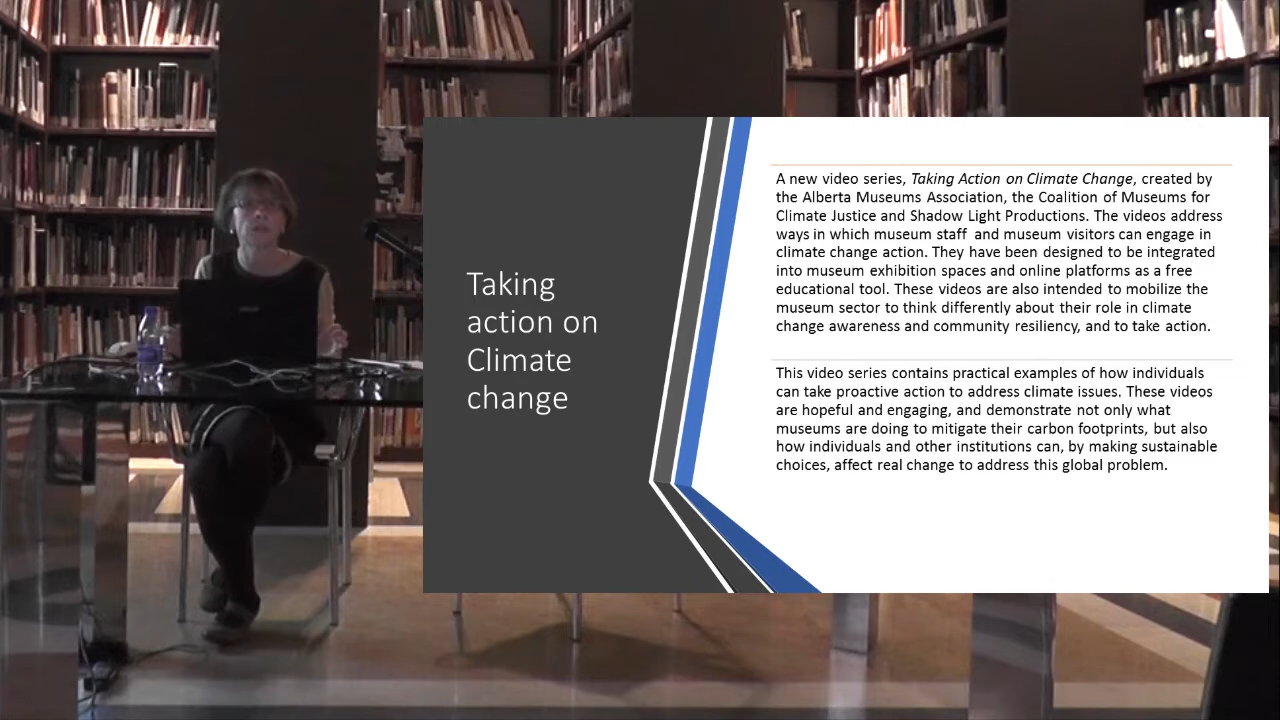 Taking
action on
Climate
change
A new video series, Taking Action on Climate Change, created by
the Alberta Museums Association, the Coalition of Museums for
Climate Justice and Shadow Light Productions. The videos address
ways in which museum staff and museum visitors can engage in
climate change action. They have been designed to be integrated
into museum exhibition spaces and online platforms as a free
educational tool. These videos are also intended to mobilize the
museum sector to think differently about their role in climate
change awareness and community resiliency, and to take action.
This video series contains practical examples of how individuals
can take proactive action to address climate issues. These videos
are hopeful and engaging, and demonstrate not only what
museums are doing to mitigate their carbon footprints, but also
how individuals and other institutions can, by making sustainable
choices, affect real change to address this global problem.